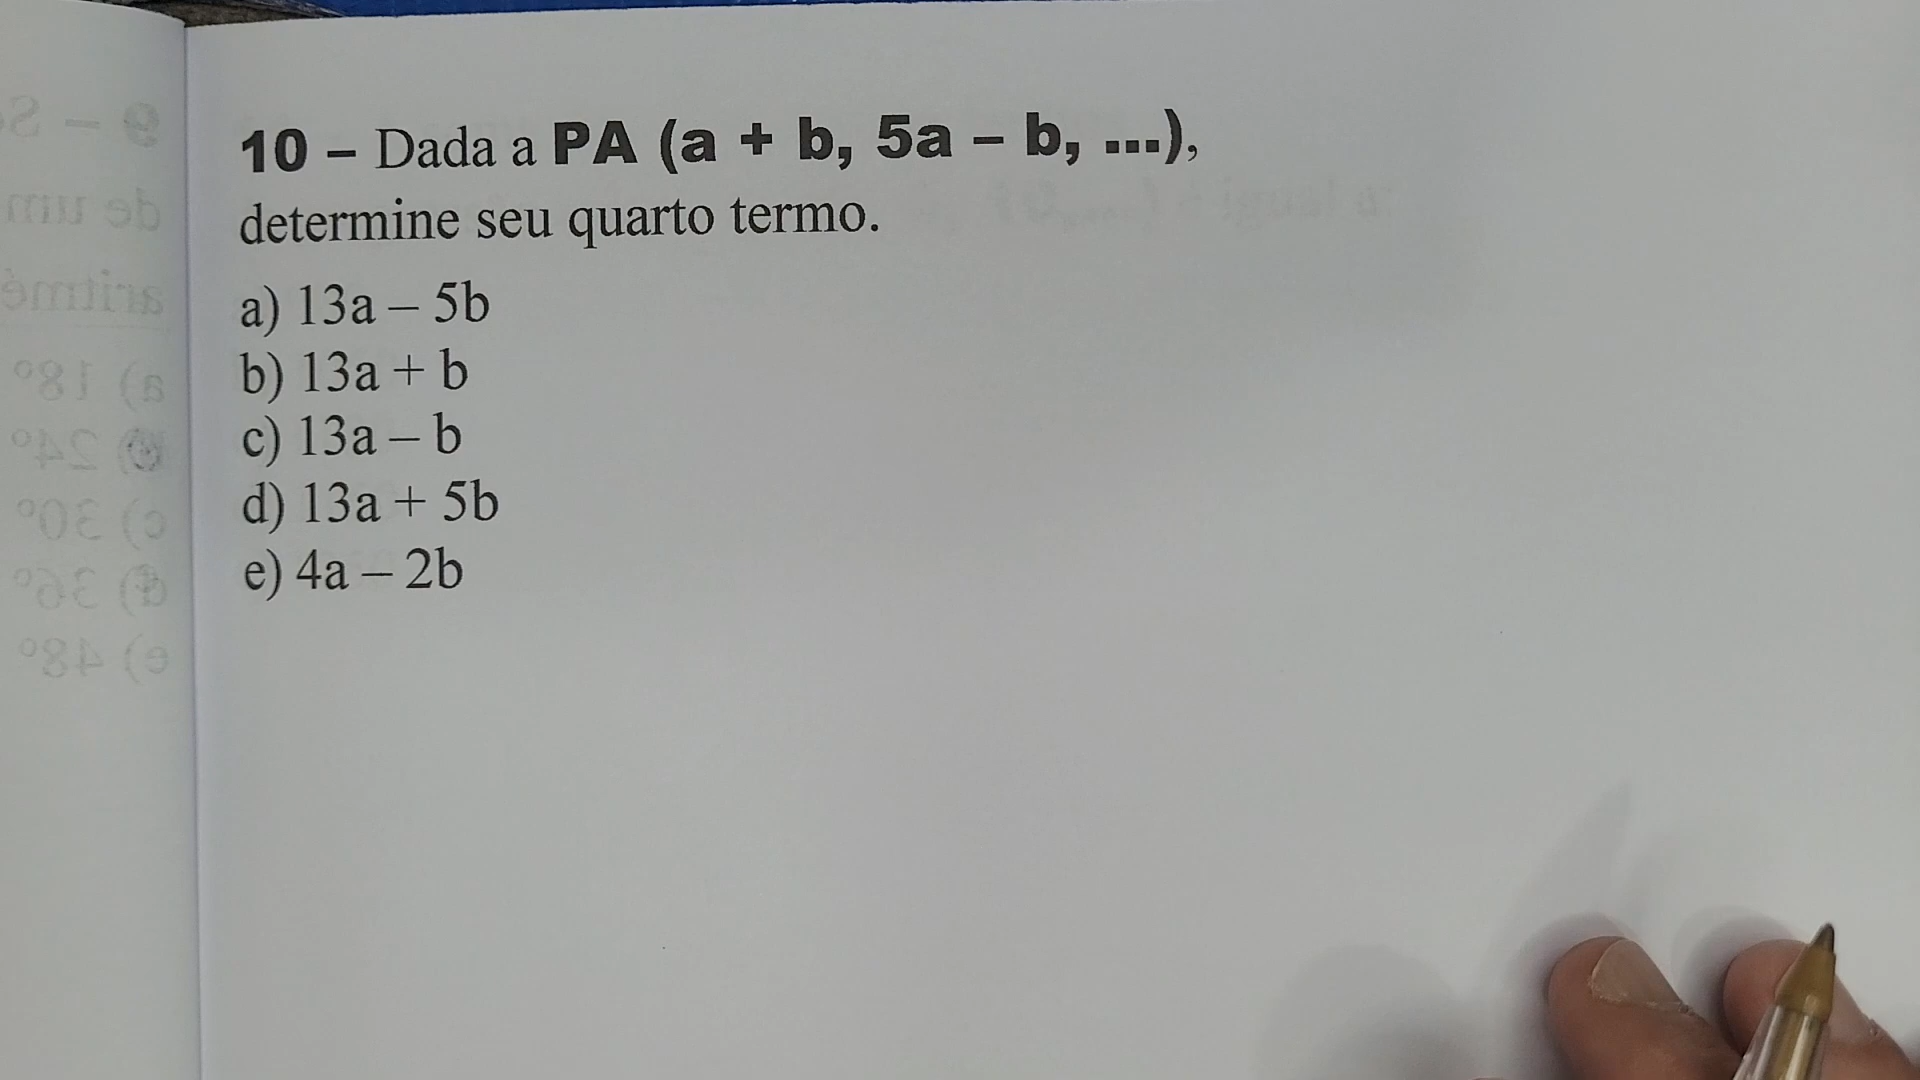 10 – Dada a PA (a + b, 5a – b, ...),
determine seu quarto termo.
a) 13a – 5b
b) 13a + b
c) 13a – b
d) 13a + 5b
e) 4a – 2b